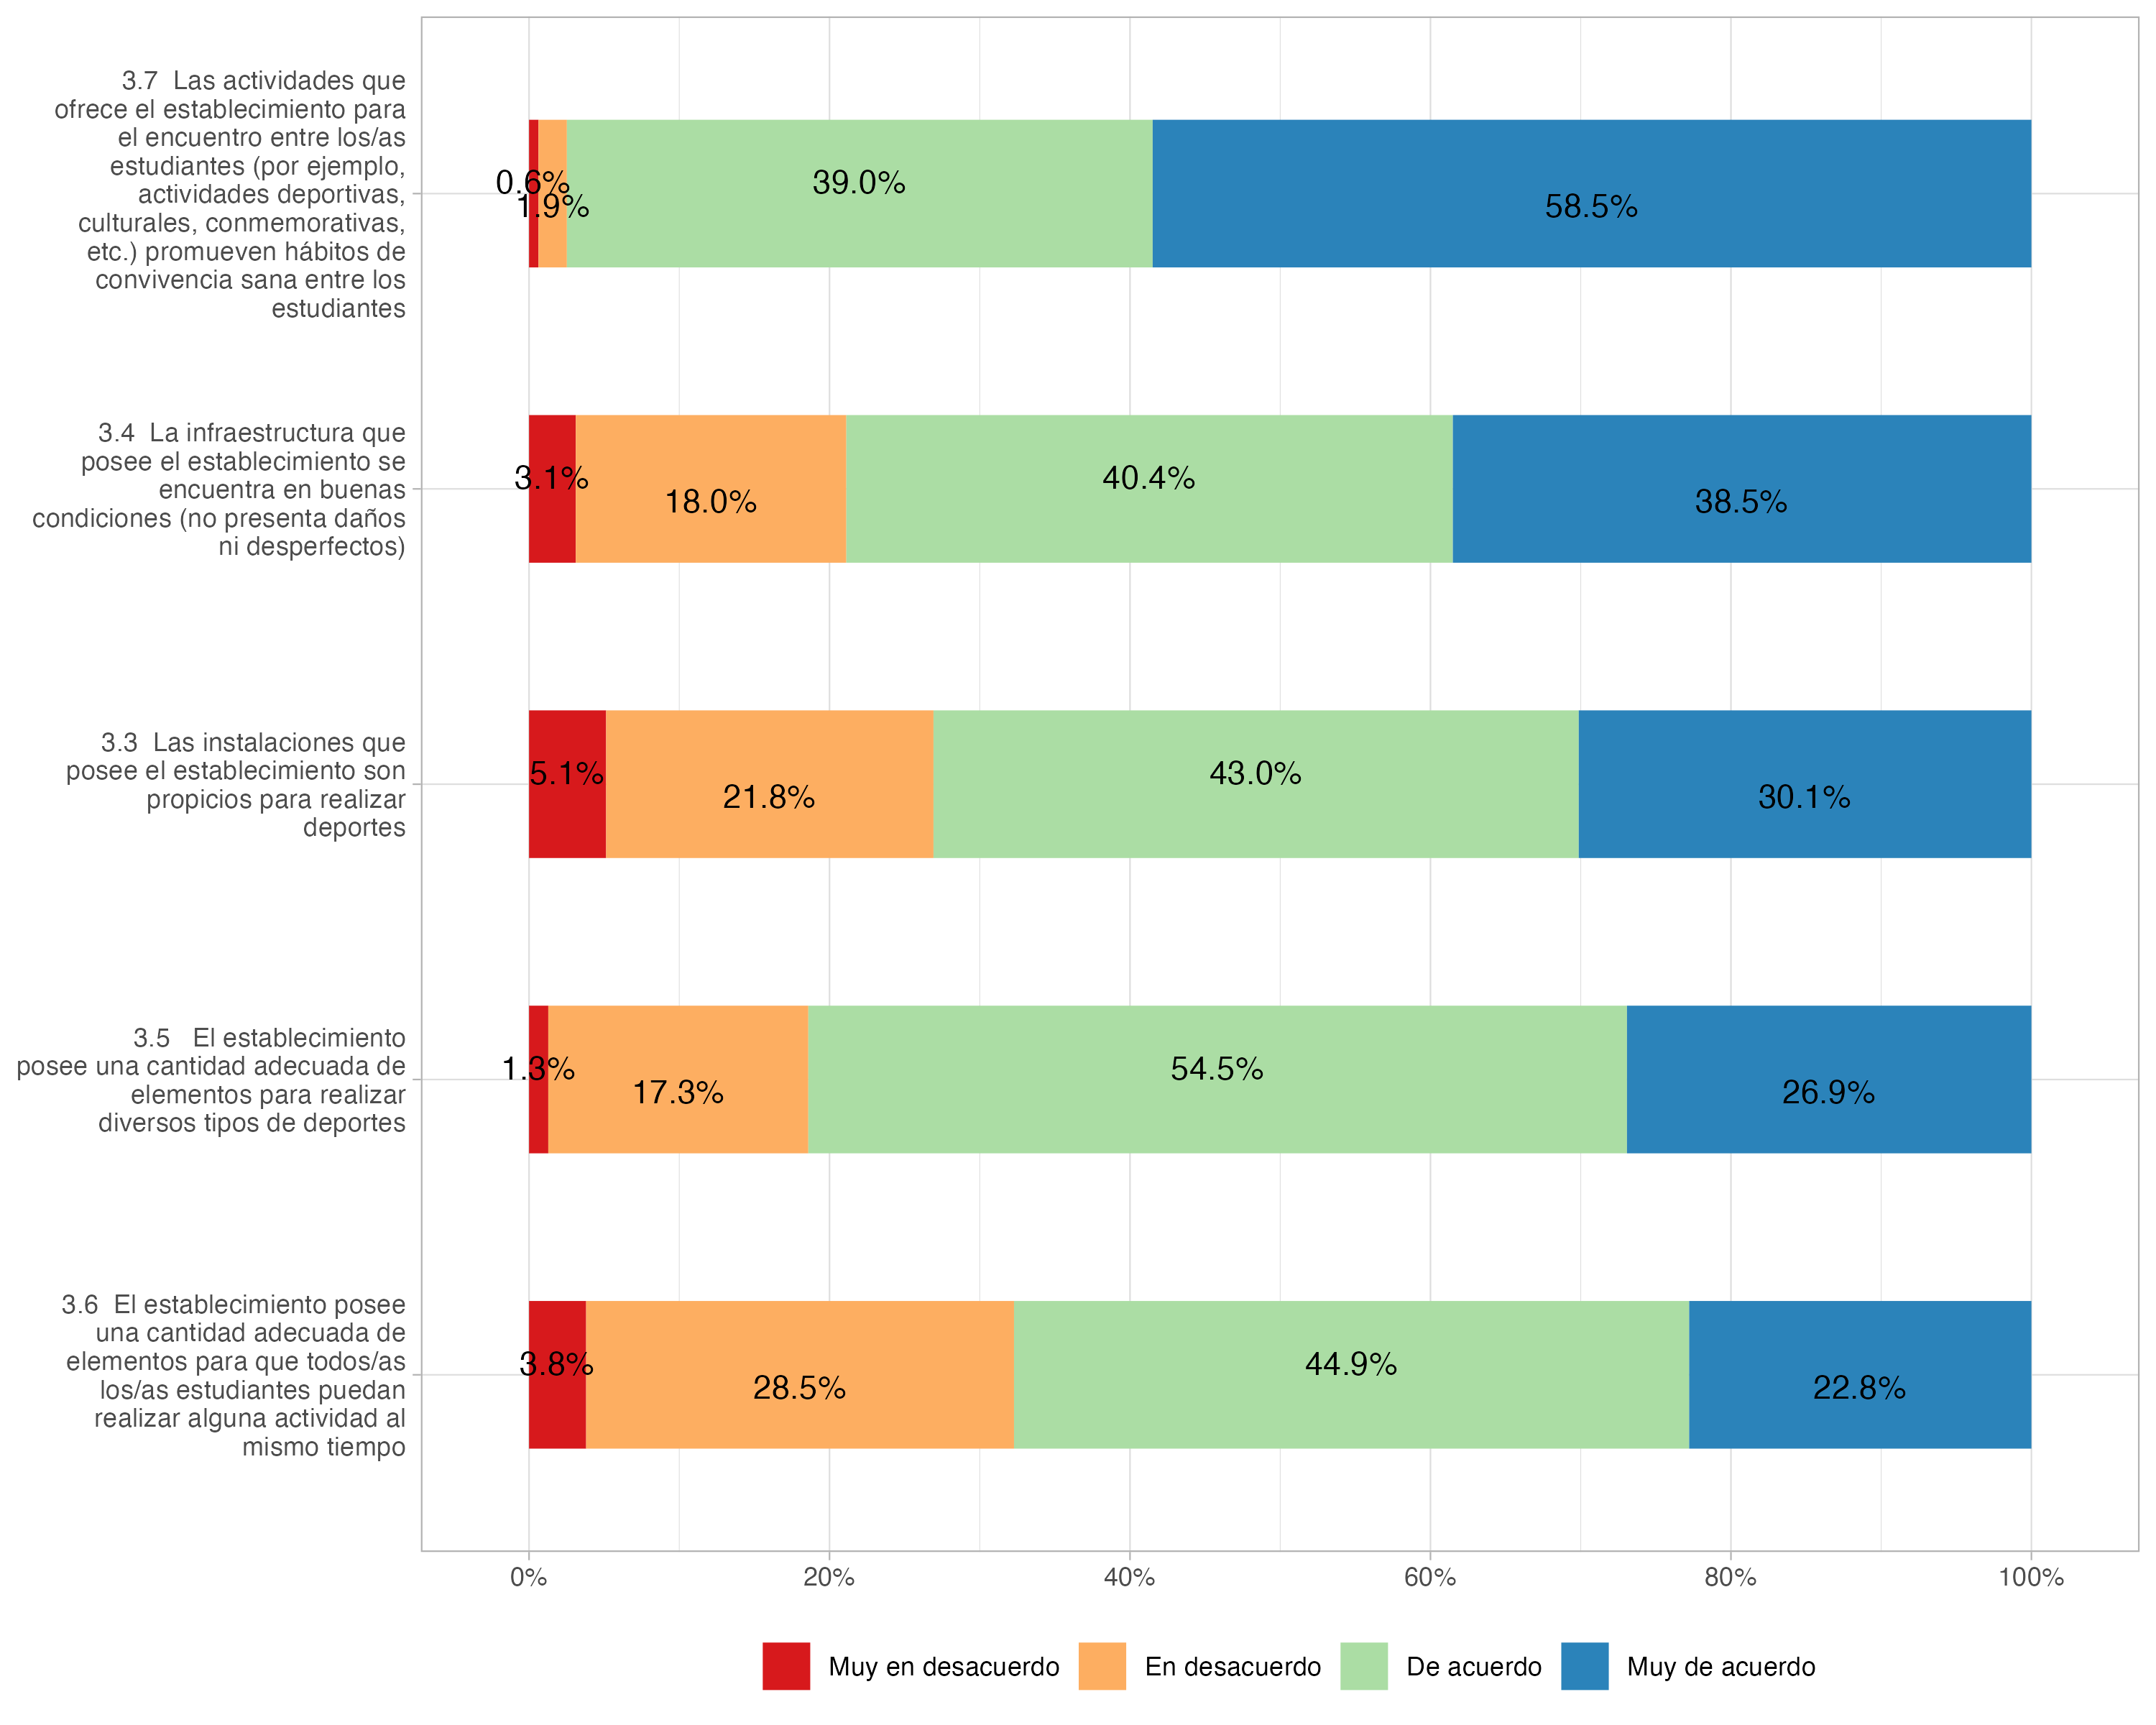 3.7  Las actividades que
ofrece el establecimiento para
el encuentro entre los/as
estudiantes (por ejemplo,
actividades deportivas,
culturales, conmemorativas,
etc.) promueven hábitos de
convivencia sana entre los
estudiantes
0.6%
1.9%
39.0%
58.5%
3.4  La infraestructura que
posee el establecimiento se
encuentra en buenas
condiciones (no presenta daños
ni desperfectos)
3.1%
18.0%
40.4%
38.5%
3.3  Las instalaciones que
posee el establecimiento son
propicios para realizar
deportes
5.1%
21.8%
43.0%
30.1%
3.5   El establecimiento
posee una cantidad adecuada de
elementos para realizar
diversos tipos de deportes
1.3%
17.3%
54.5%
26.9%
3.6  El establecimiento posee
una cantidad adecuada de
elementos para que todos/as
los/as estudiantes puedan
realizar alguna actividad al
mismo tiempo
3.8%
28.5%
44.9%
22.8%
0% 20% 40% 60% 80% 100%
Muy en desacuerdo En desacuerdo De acuerdo Muy de acuerdo